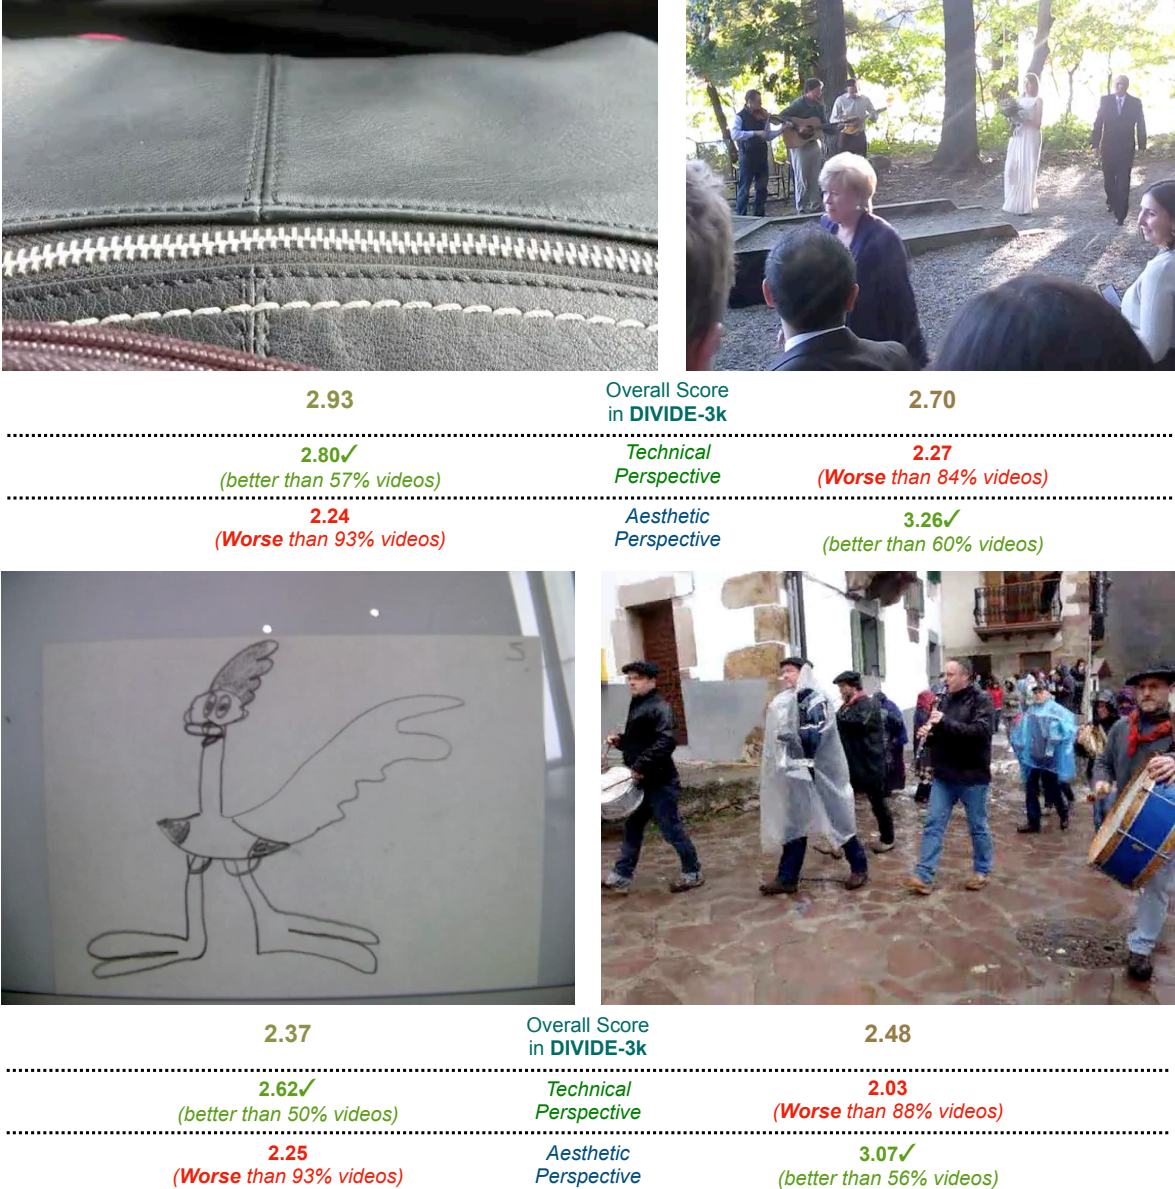 2.93
Overall Score
in DIVIDE-3k
2.70
2.80✓
(better than 57% videos)
Technical
Perspective
2.27
(Worse than 84% videos)
2.24
(Worse than 93% videos)
Aesthetic
Perspective
3.26✓
(better than 60% videos)
S
2.37
Overall Score
in DIVIDE-3k
2.48
2.62✓
(better than 50% videos)
Technical
Perspective
2.03
(Worse than 88% videos)
2.25
(Worse than 93% videos)
Aesthetic
Perspective
3.07✓
(better than 56% videos)